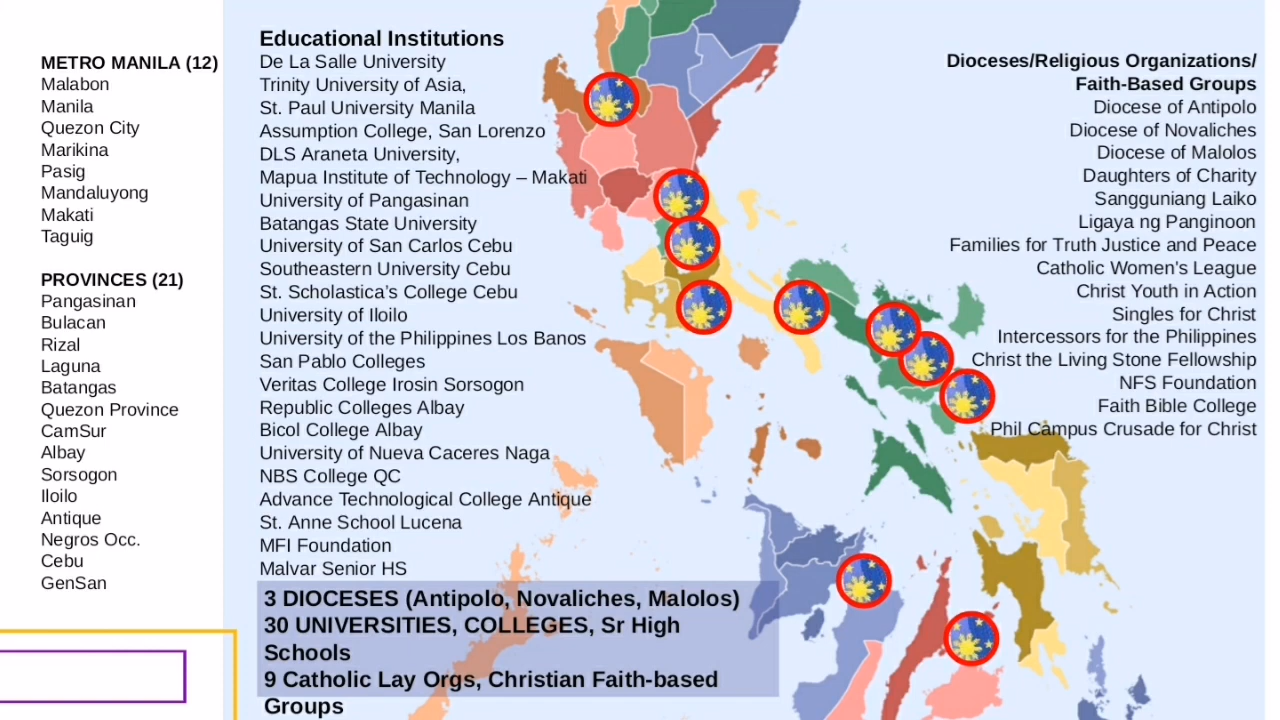 METRO MANILA (12)
Malabon
Manila
Quezon City
Marikina
Pasig
Mandaluyong
Makati
Taguig
PROVINCES (21)
Pangasinan
Bulacan
Rizal
Laguna
Batangas
Quezon Province
CamSur
Albay
Sorsogon
Iloilo
Antique
Negros Occ.
Cebu
GenSan
Educational Institutions
De La Salle University
Trinity University of Asia,
St. Paul University Manila
Assumption College, San Lorenzo
DLS Araneta University,
Mapua Institute of Technology – Makati
University of Pangasinan
Batangas State University
University of San Carlos Cebu
Southeastern University Cebu
St. Scholastica's College Cebu
University of Iloilo
University of the Philippines Los Banos
San Pablo Colleges
Veritas College Irosin Sorsogon
Republic Colleges Albay
Bicol College Albay
University of Nueva Caceres Naga
NBS College QC
Advance Technological College Antique
St. Anne School Lucena
MFI Foundation
Malvar Senior HS
3 DIOCESES (Antipolo, Novaliches, Malolos)
30 UNIVERSITIES, COLLEGES, Sr High
Schools
9 Catholic Lay Orgs, Christian Faith-based
Groups
Dioceses/Religious Organizations/
Faith-Based Groups
Diocese of Antipolo
Diocese of Novaliches
Diocese of Malolos
Daughters of Charity
Sangguniang Laiko
Ligaya ng Panginoon
Families for Truth Justice and Peace
Catholic Women's League
Christ Youth in Action
Singles for Christ
Intercessors for the Philippines
Christ the Living Stone Fellowship
NFS Foundation
Faith Bible College
Phil Campus Crusade for Christ